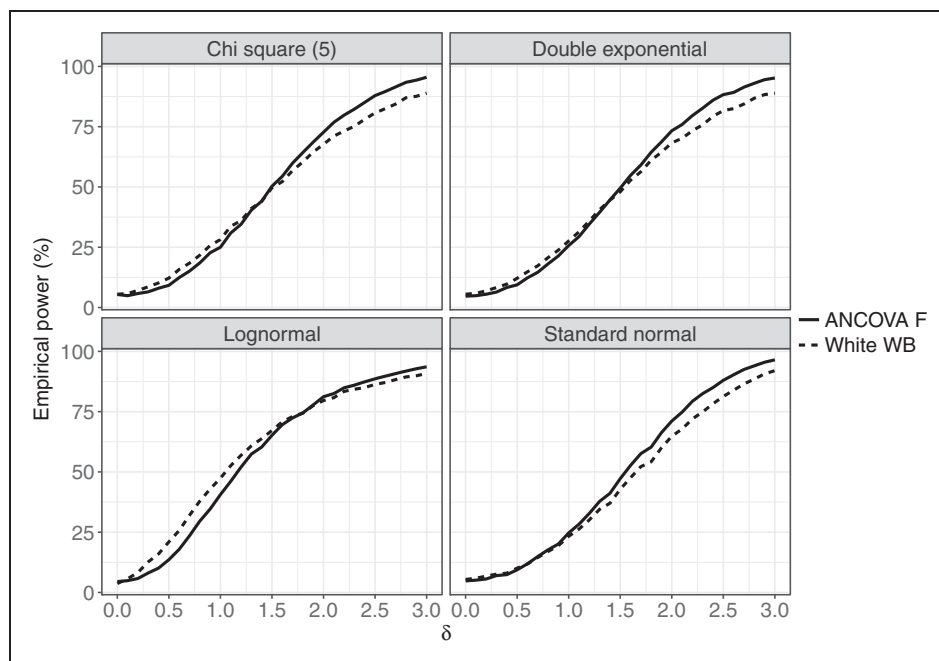 Chi square (5)
Double exponential
100
75
50
25
0
Empirical power (%)
Lognormal
Standard normal
100
75
50
25
0
0.0 0.5 1.0 1.5 2.0 2.5 3.0
0.0 0.5 1.0 1.5 2.0 2.5 3.0
δ
ANCOVA F
White WB